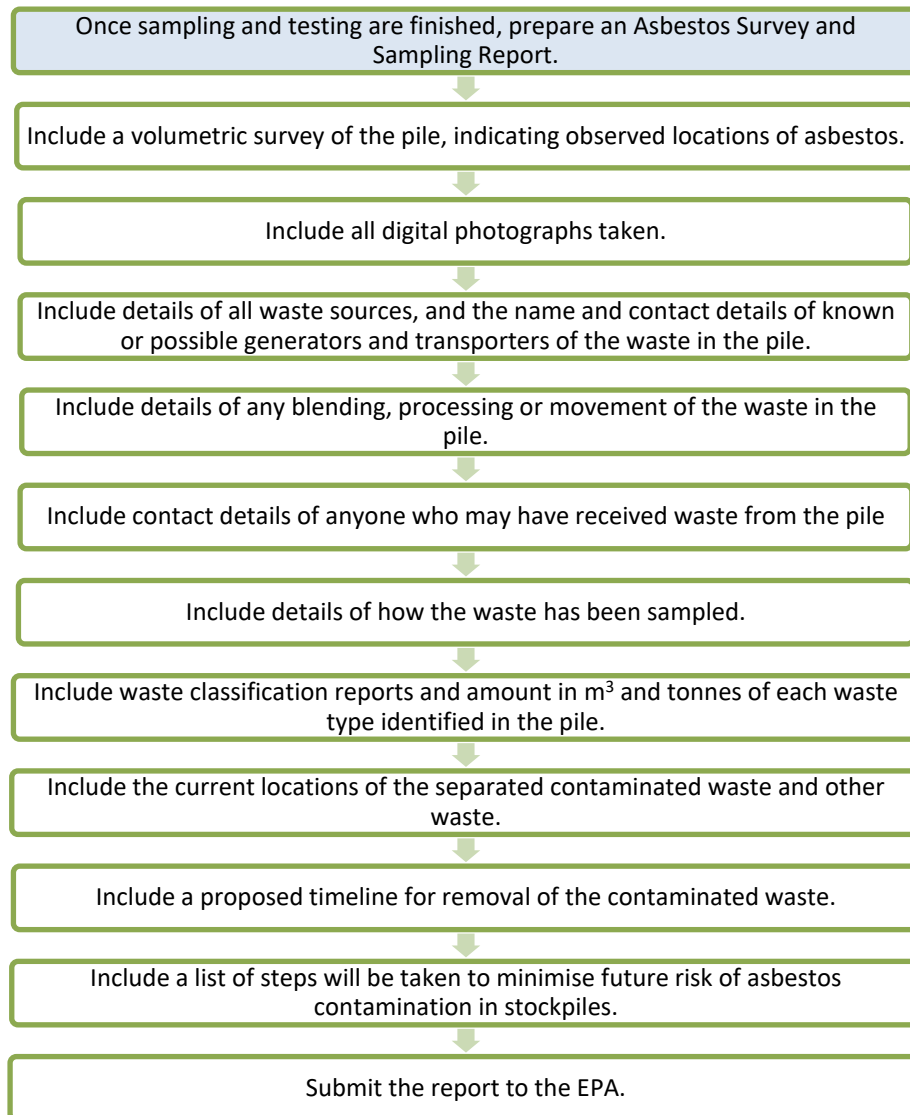 Once sampling and testing are finished, prepare an Asbestos Survey and
Sampling Report.
Include a volumetric survey of the pile, indicating observed locations of asbestos.
Include all digital photographs taken.
Include details of all waste sources, and the name and contact details of known
or possible generators and transporters of the waste in the pile.
Include details of any blending, processing or movement of the waste in the
pile.
Include contact details of anyone who may have received waste from the pile
Include details of how the waste has been sampled.
Include waste classification reports and amount in m³ and tonnes of each waste
type identified in the pile.
Include the current locations of the separated contaminated waste and other
waste.
Include a proposed timeline for removal of the contaminated waste.
Include a list of steps will be taken to minimise future risk of asbestos
contamination in stockpiles.
Submit the report to the EPA.